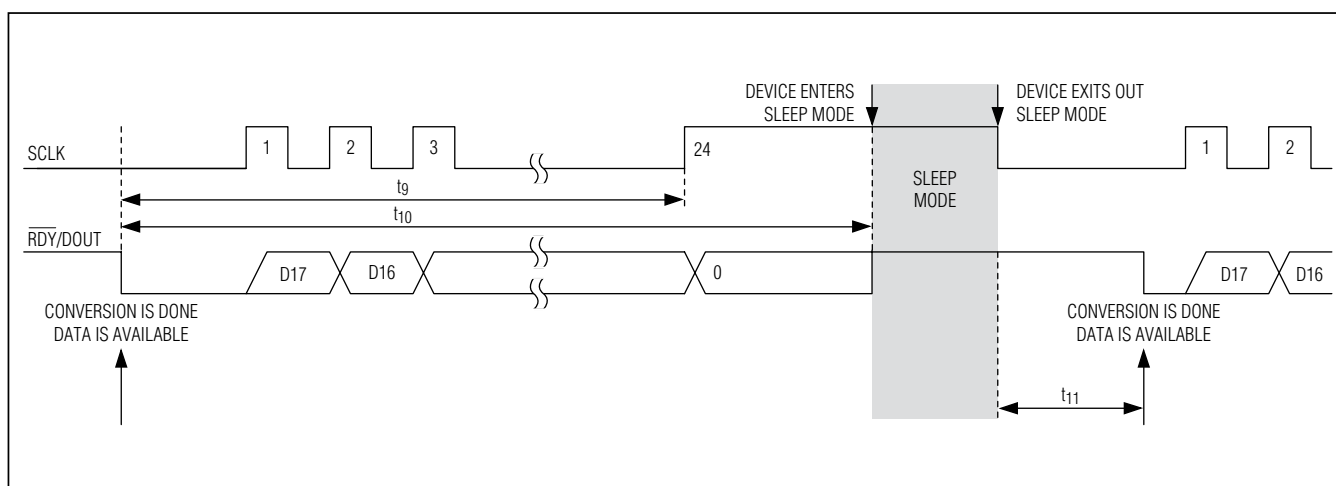 DEVICE ENTERS
SLEEP MODE
DEVICE EXITS OUT
SLEEP MODE
SCLK
1
2
3
24
1
2
SLEEP
MODE
t9
t10
RDY/DOUT
D17
D16
0
D17
D16
CONVERSION IS DONE
DATA IS AVAILABLE
CONVERSION IS DONE
DATA IS AVAILABLE
t11